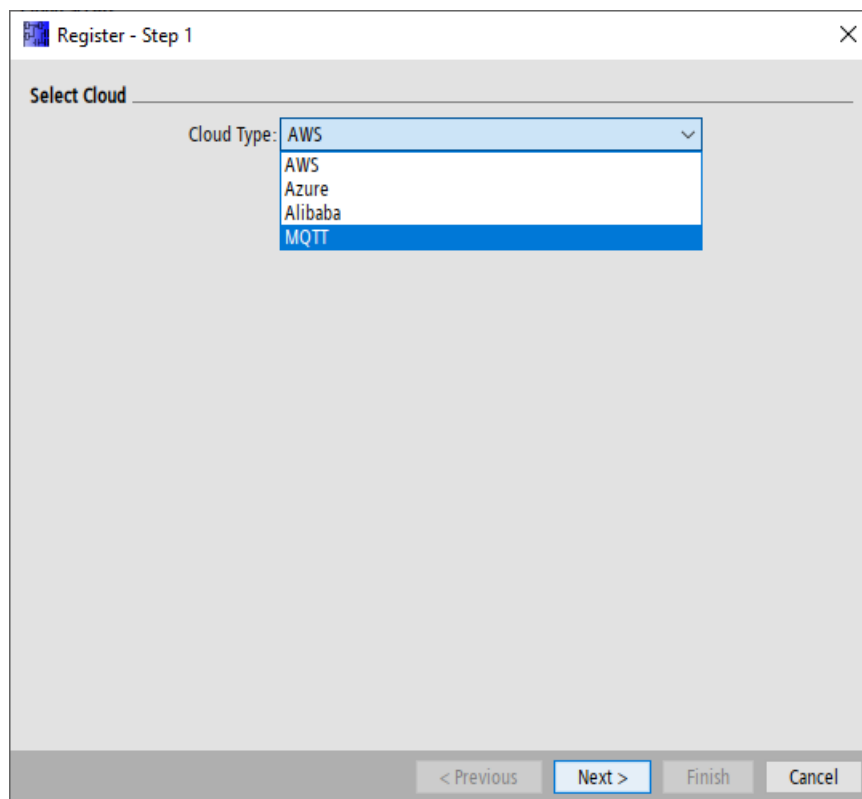 Register - Step 1
Select Cloud
Cloud Type: AWS
AWS
Azure
Alibaba
MQTT
< Previous Next > Finish Cancel